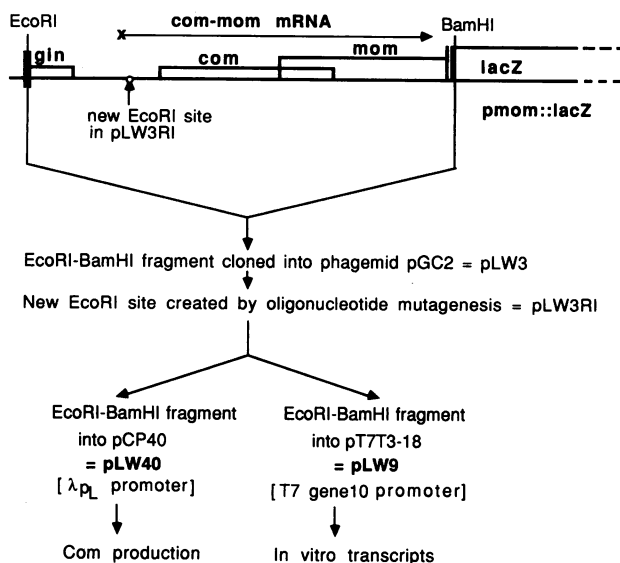 EcoRI
com-mom mRNA
BamHI
x
gin
com
mom
lacZ
new EcoRI site
in pLW3RI
pmom::lacZ
EcoRI-BamHI fragment cloned into phagemid pGC2 = pLW3
New EcoRI site created by oligonucleotide mutagenesis = pLW3RI
EcoRI-BamHI fragment
into pCP40
= pLW40
[ λpL promoter]
Com production
EcoRI-BamHI fragment
into pT7T3-18
= pLW9
[T7 gene10 promoter]
In vitro transcripts